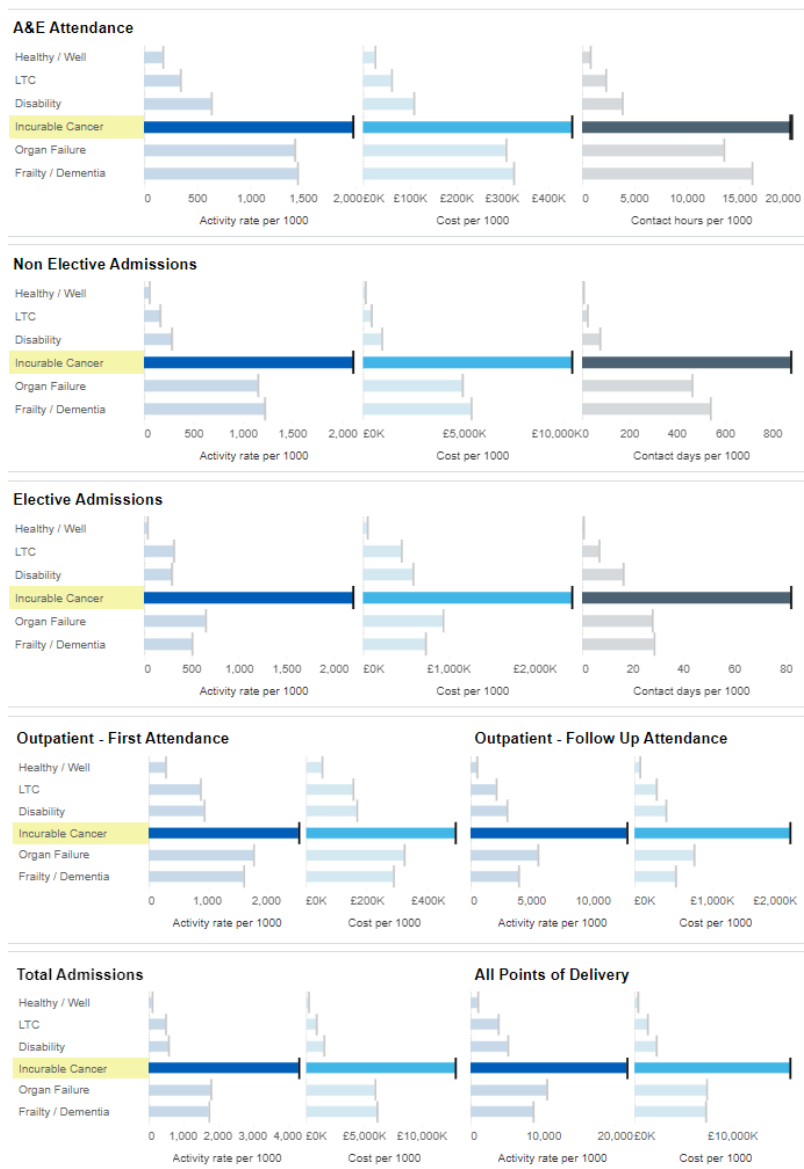 A&E Attendance
Healthy / Well
LTC
Disability
Incurable Cancer
Organ Failure
Frailty / Dementia
0 500 1,000 1,500 2,000 £0K £100K £200K £300K £400K 0 5,000 10,000 15,000 20,000
Activity rate per 1000 Cost per 1000 Contact hours per 1000
Non Elective Admissions
Healthy / Well
LTC
Disability
Incurable Cancer
Organ Failure
Frailty / Dementia
0 500 1,000 1,500 2,000 £0K £5,000K £10,000K 0 200 400 600 800
Activity rate per 1000 Cost per 1000 Contact days per 1000
Elective Admissions
Healthy / Well
LTC
Disability
Incurable Cancer
Organ Failure
Frailty / Dementia
0 500 1,000 1,500 2,000 £0K £1,000K £2,000K 0 20 40 60 80
Activity rate per 1000 Cost per 1000 Contact days per 1000
Outpatient - First Attendance Outpatient - Follow Up Attendance
Healthy / Well
LTC
Disability
Incurable Cancer
Organ Failure
Frailty / Dementia
0 1,000 2,000 £0K £200K £400K 0 5,000 10,000 £0K £1,000K £2,000K
Activity rate per 1000 Cost per 1000 Activity rate per 1000 Cost per 1000
Total Admissions All Points of Delivery
Healthy / Well
LTC
Disability
Incurable Cancer
Organ Failure
Frailty / Dementia
0 1,000 2,000 3,000 4,000 £0K £5,000K £10,000K 0 10,000 20,000 £0K £10,000K
Activity rate per 1000 Cost per 1000 Activity rate per 1000 Cost per 1000